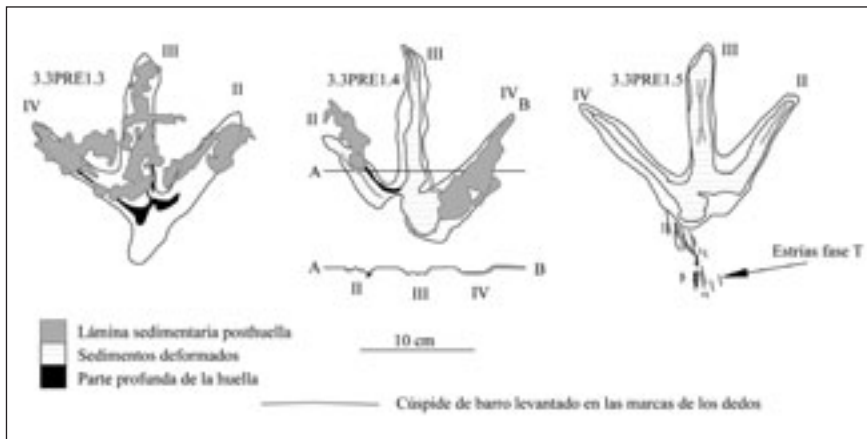 III
3.3PRE1.3
II
IV
III
3.3PRE1.4
II
IV
B
A
A
B
II
III
IV
III
3.3PRE1.5
II
IV
Estrías fase T
Lámina sedimentaria posthuella
Sedimentos deformados
Parte profunda de la huella
10 cm
Cúspide de barro levantado en las marcas de los dedos